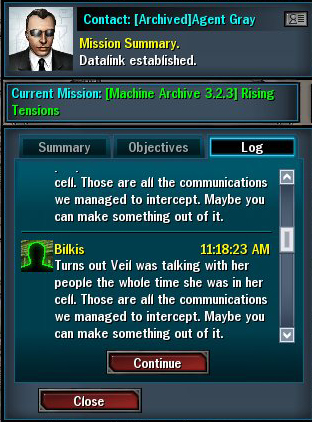 Contact: [Archived]Agent Gray
Mission Summary.
Datalink established.
Current Mission: [Machine Archive 3.2.3] Rising
Tensions
Summary Objectives Log
cell. Those are all the communications
we managed to intercept. Maybe you
can make something out of it.
Bilkis 11:18:23 AM
Turns out Veil was talking with her
people the whole time she was in her
cell. Those are all the communications
we managed to intercept. Maybe you
can make something out of it.
Continue
Close